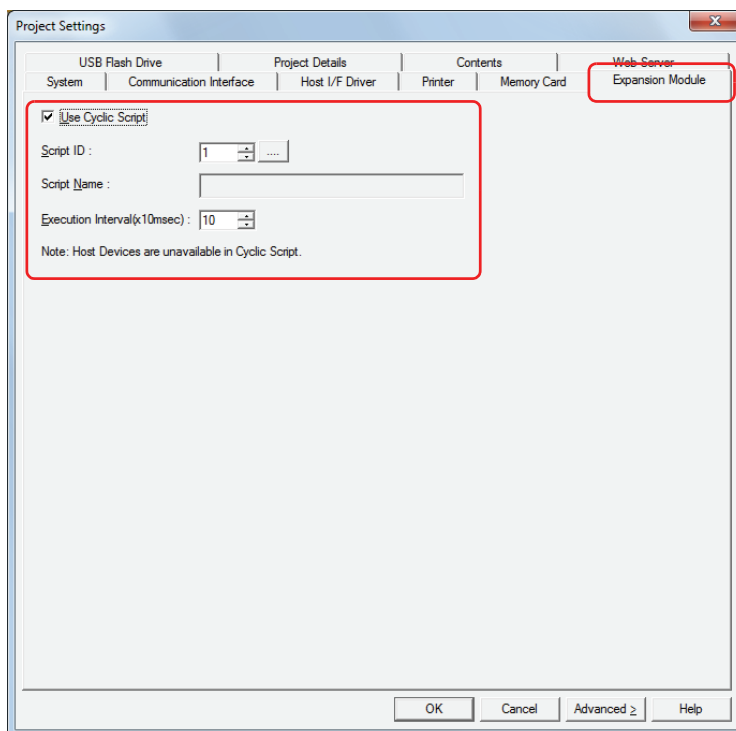 Project Settings
x
USB Flash Drive Project Details Contents Web Server
System Communication Interface Host I/F Driver Printer Memory Card Expansion Module
Use Cyclic Script
Script ID : 1 ....
Script Name :
Execution Interval(x10msec) : 10
Note: Host Devices are unavailable in Cyclic Script.
OK Cancel Advanced > Help